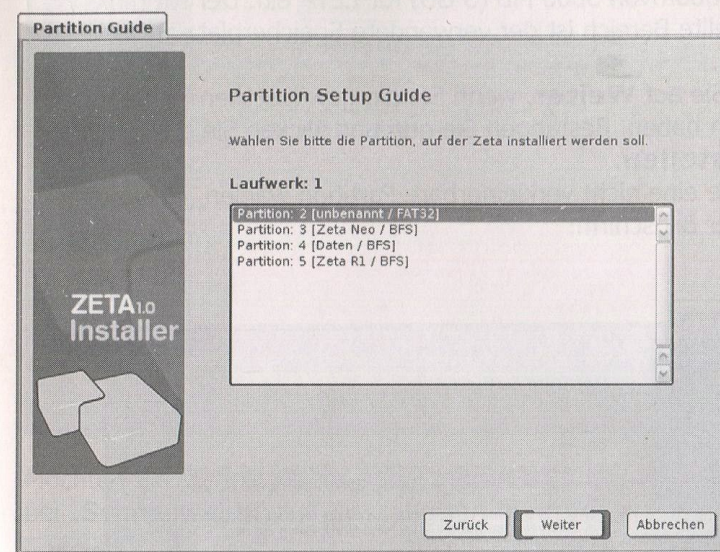 Partition Guide
Partition Setup Guide
Wählen Sie bitte die Partition, auf der Zeta installiert werden soll.
Laufwerk: 1
Partition: 2 [unbenannt / FAT32]
Partition: 3 [Zeta Neo / BFS]
Partition: 4 [Daten / BFS]
Partition: 5 [Zeta R1 / BFS]
ZETA 1.0
Installer
Zurück
Weiter
Abbrechen